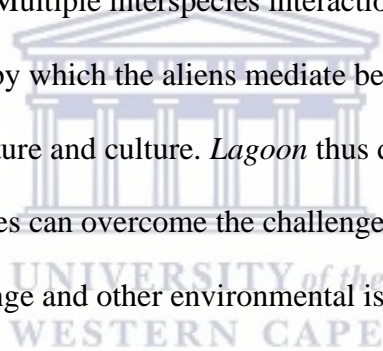 Multiple interspecies interaction
by which the aliens mediate be
ture and culture. Lagoon thus
es can overcome the challenge
UNIVERSITY of the
nge and other environmental is
WESTERN CAPE